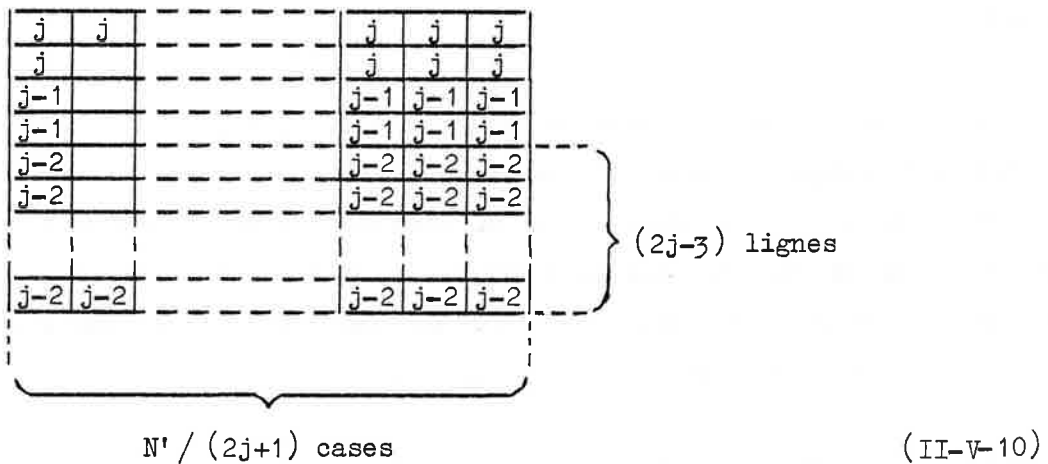 j j j j j
j j j j
j-1 j-1 j-1 j-1
j-1 j-1 j-1 j-1
j-2 j-2 j-2 j-2
j-2 j-2 j-2 j-2
(2j-3) lignes
j-2 j-2 j-2 j-2 j-2
N' / (2j+1) cases (II-V-10)